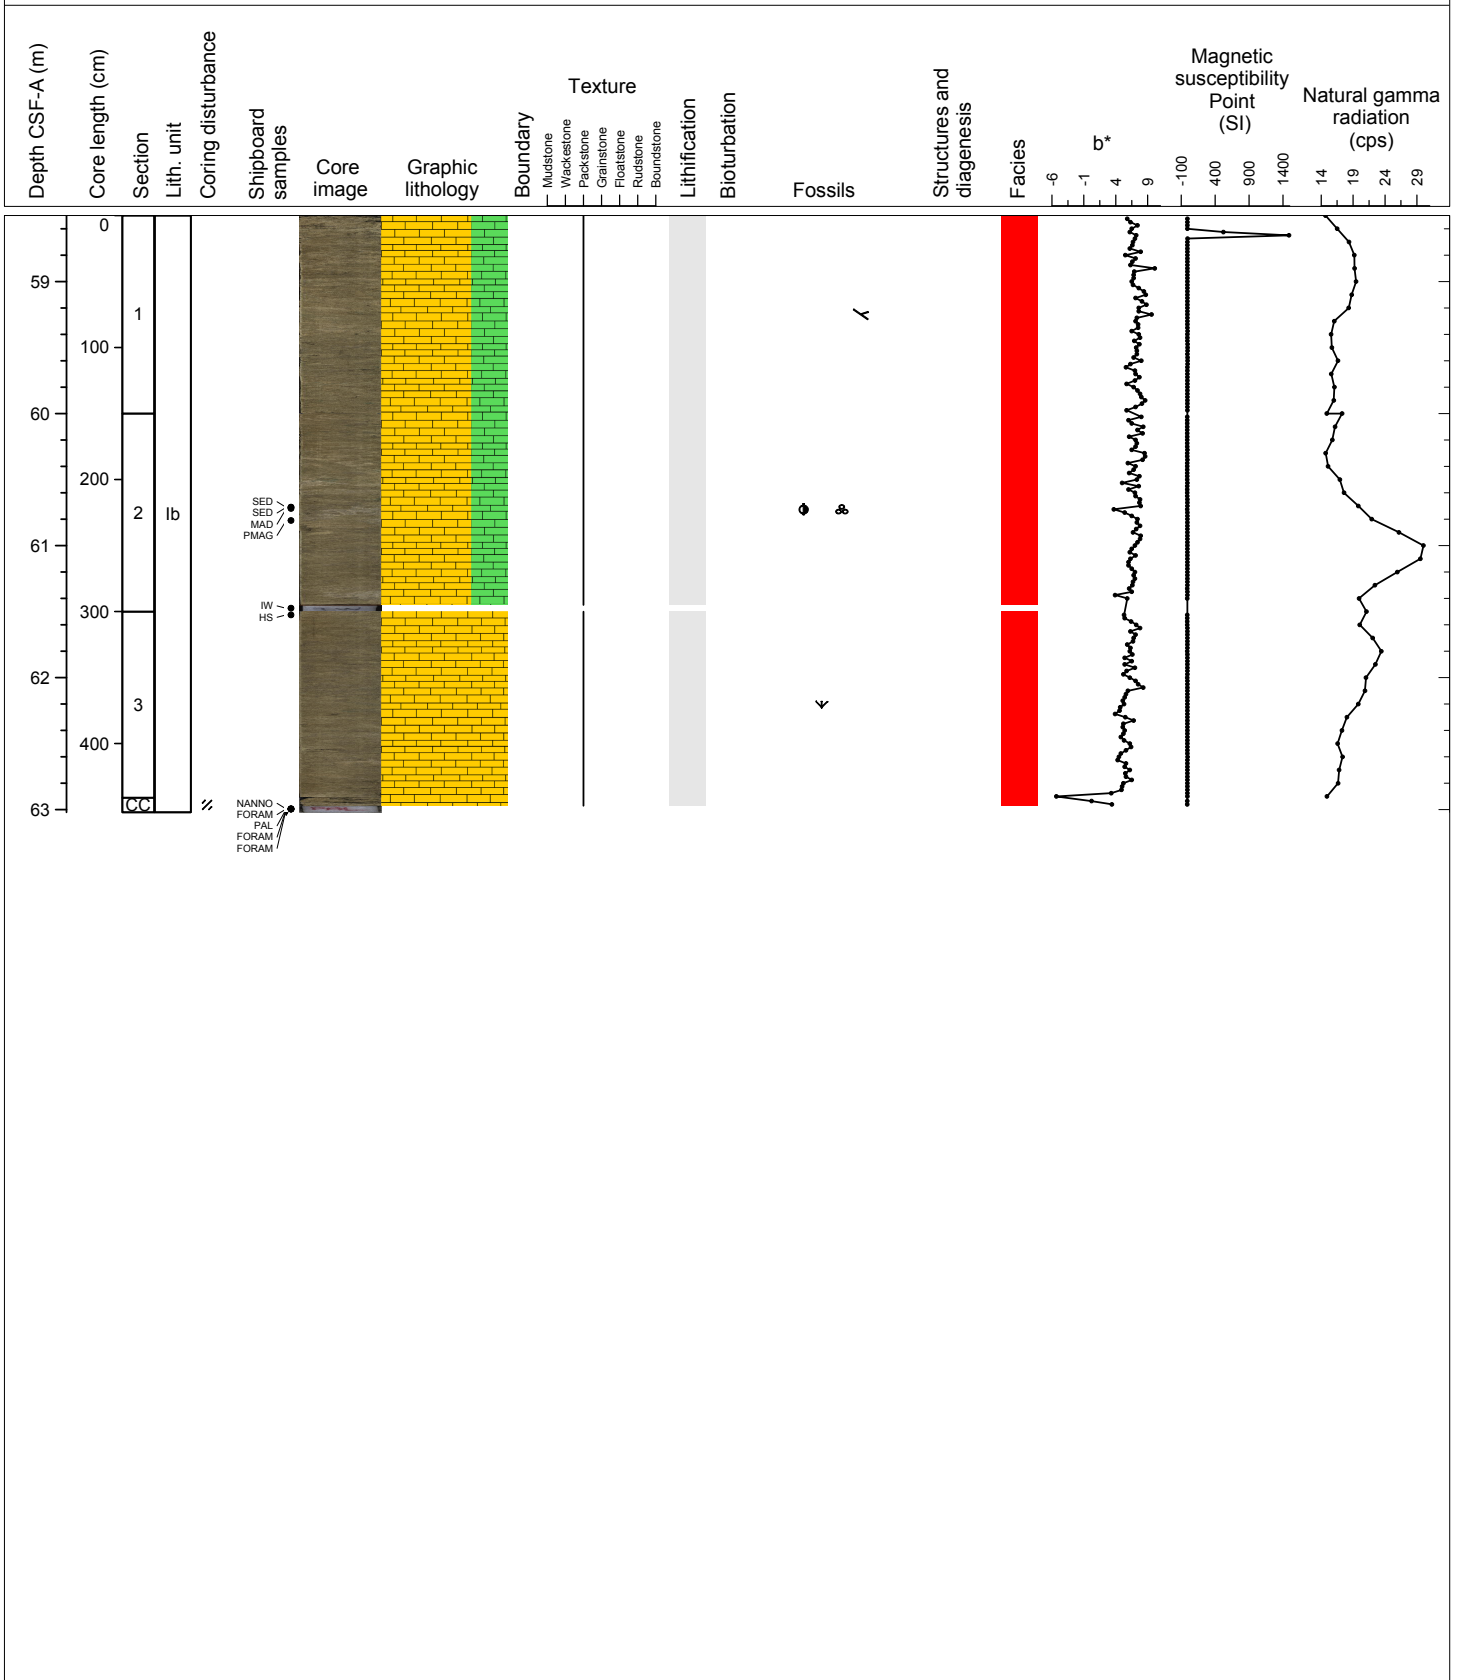 Depth CSF-A (m)
Core length (cm)
Section
Lith. unit
Coring disturbance
Shipboard
samples
Core
image
Graphic
lithology
Boundary
Texture
Mudstone
Wackestone
Packstone
Grainstone
Floatstone
Rudstone
Boundstone
Lithification
Bioturbation
Fossils
Structures and
diagenesis
Facies
b*
-6 -1 4 9
Magnetic
susceptibility
Point
(SI)
-100 400 900 1400
Natural gamma
radiation
(cps)
14 19 24 29
59
60
61
62
63
0
100
200
300
400
1
2
3
CC
Ib
SED
SED
MAD
PMAG
IW
HS
NANNO
FORAM
PAL
FORAM
FORAM